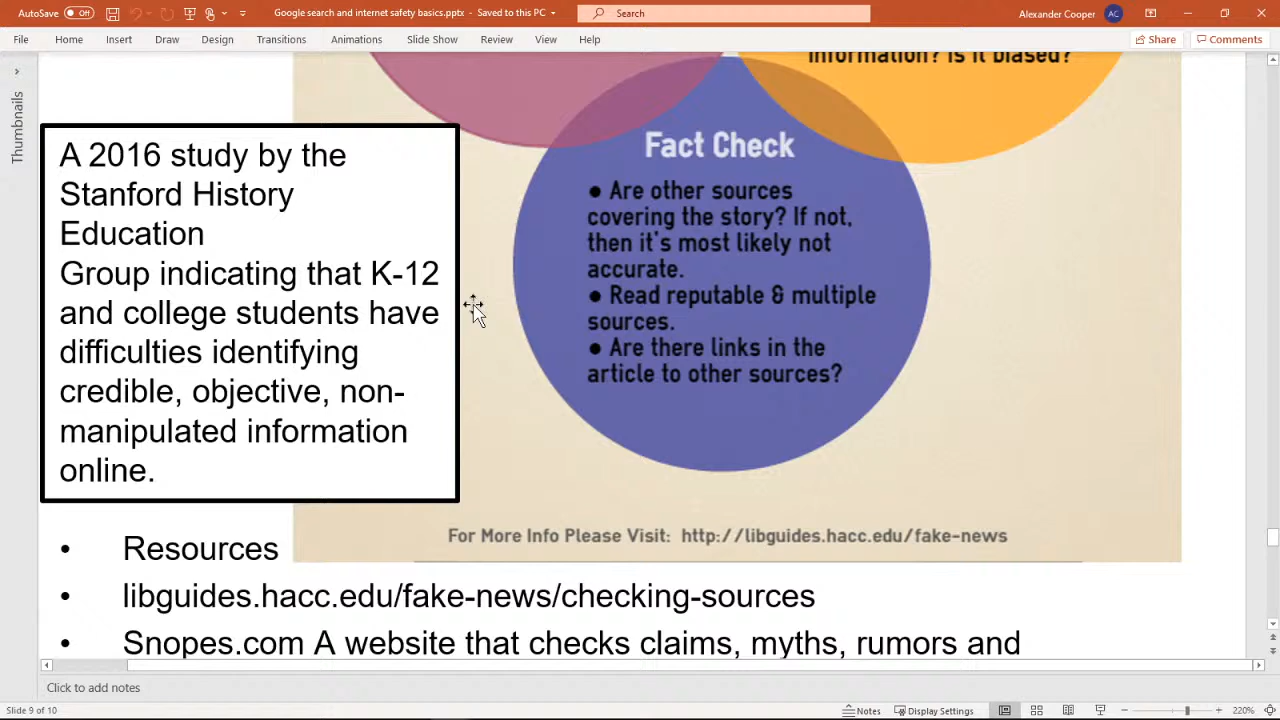 AutoSave Off Google search and internet safety basics.pptx - Saved to this PC Search Alexander Cooper AC
File Home Insert Draw Design Transitions Animations Slide Show Review View Help Share Comments
Thumbnails
information? Is it biased?
A 2016 study by the
Stanford History
Education
Group indicating that K-12
and college students have
difficulties identifying
credible, objective, non-
manipulated information
online.
Fact Check
● Are other sources
covering the story? If not,
then it's most likely not
accurate.
● Read reputable & multiple
sources.
● Are there links in the
article to other sources?
For More Info Please Visit: http://libguides.hacc.edu/fake-news
• Resources
• libguides.hacc.edu/fake-news/checking-sources
• Snopes.com A website that checks claims, myths, rumors and
Click to add notes
Slide 9 of 10 Notes Display Settings 220%